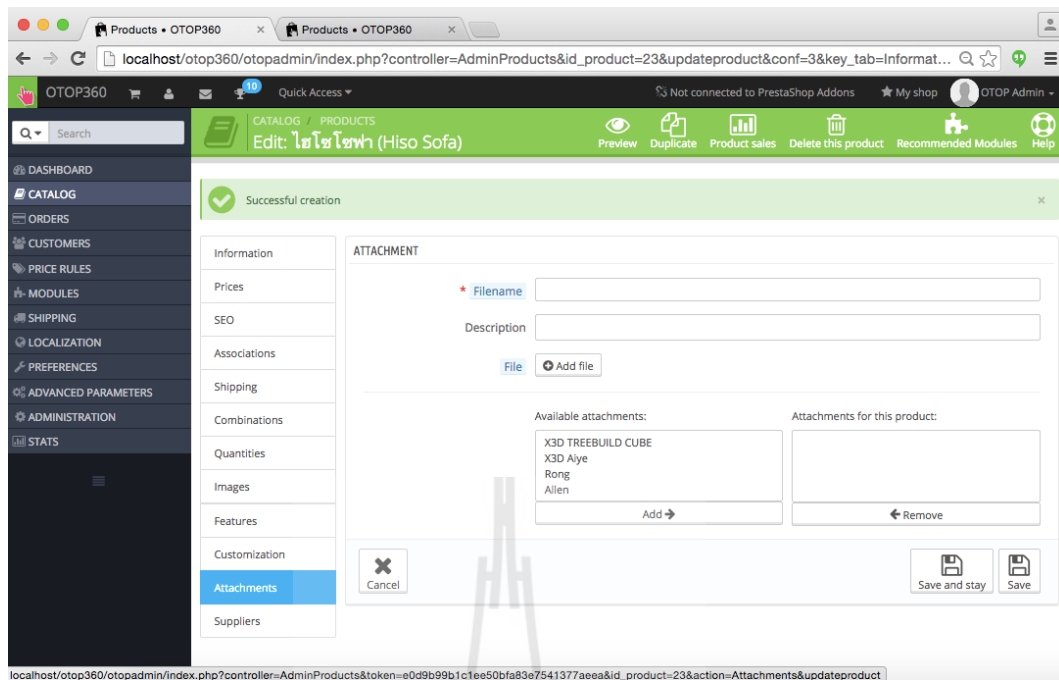 Products • OTOP360
Products • OTOP360
localhost/otop360/otopadmin/index.php?controller=AdminProducts&id_product=23&updateproduct&conf=3&key_tab=Informat...
OTOP360
10
Quick Access
Not connected to PrestaShop Addons
My shop
OTOP Admin
Search
CATALOG / PRODUCTS
Edit: ไฮโซโซฟา (Hiso Sofa)
Preview
Duplicate
Product sales
Delete this product
Recommended Modules
Help
DASHBOARD
CATALOG
ORDERS
CUSTOMERS
PRICE RULES
MODULES
SHIPPING
LOCALIZATION
PREFERENCES
ADVANCED PARAMETERS
ADMINISTRATION
STATS
Successful creation
Information
Prices
SEO
Associations
Shipping
Combinations
Quantities
Images
Features
Customization
Attachments
Suppliers
ATTACHMENT
* Filename
Description
File
Add file
Available attachments:
X3D TREEBUILD CUBE
X3D Aiye
Rong
Allen
Add
Attachments for this product:
Remove
Cancel
Save and stay
Save
localhost/otop360/otopadmin/index.php?controller=AdminProducts&token=e0d9b99b1c1ee50bfa83e7541377aeea&id_product=23&action=Attachments&updateproduct